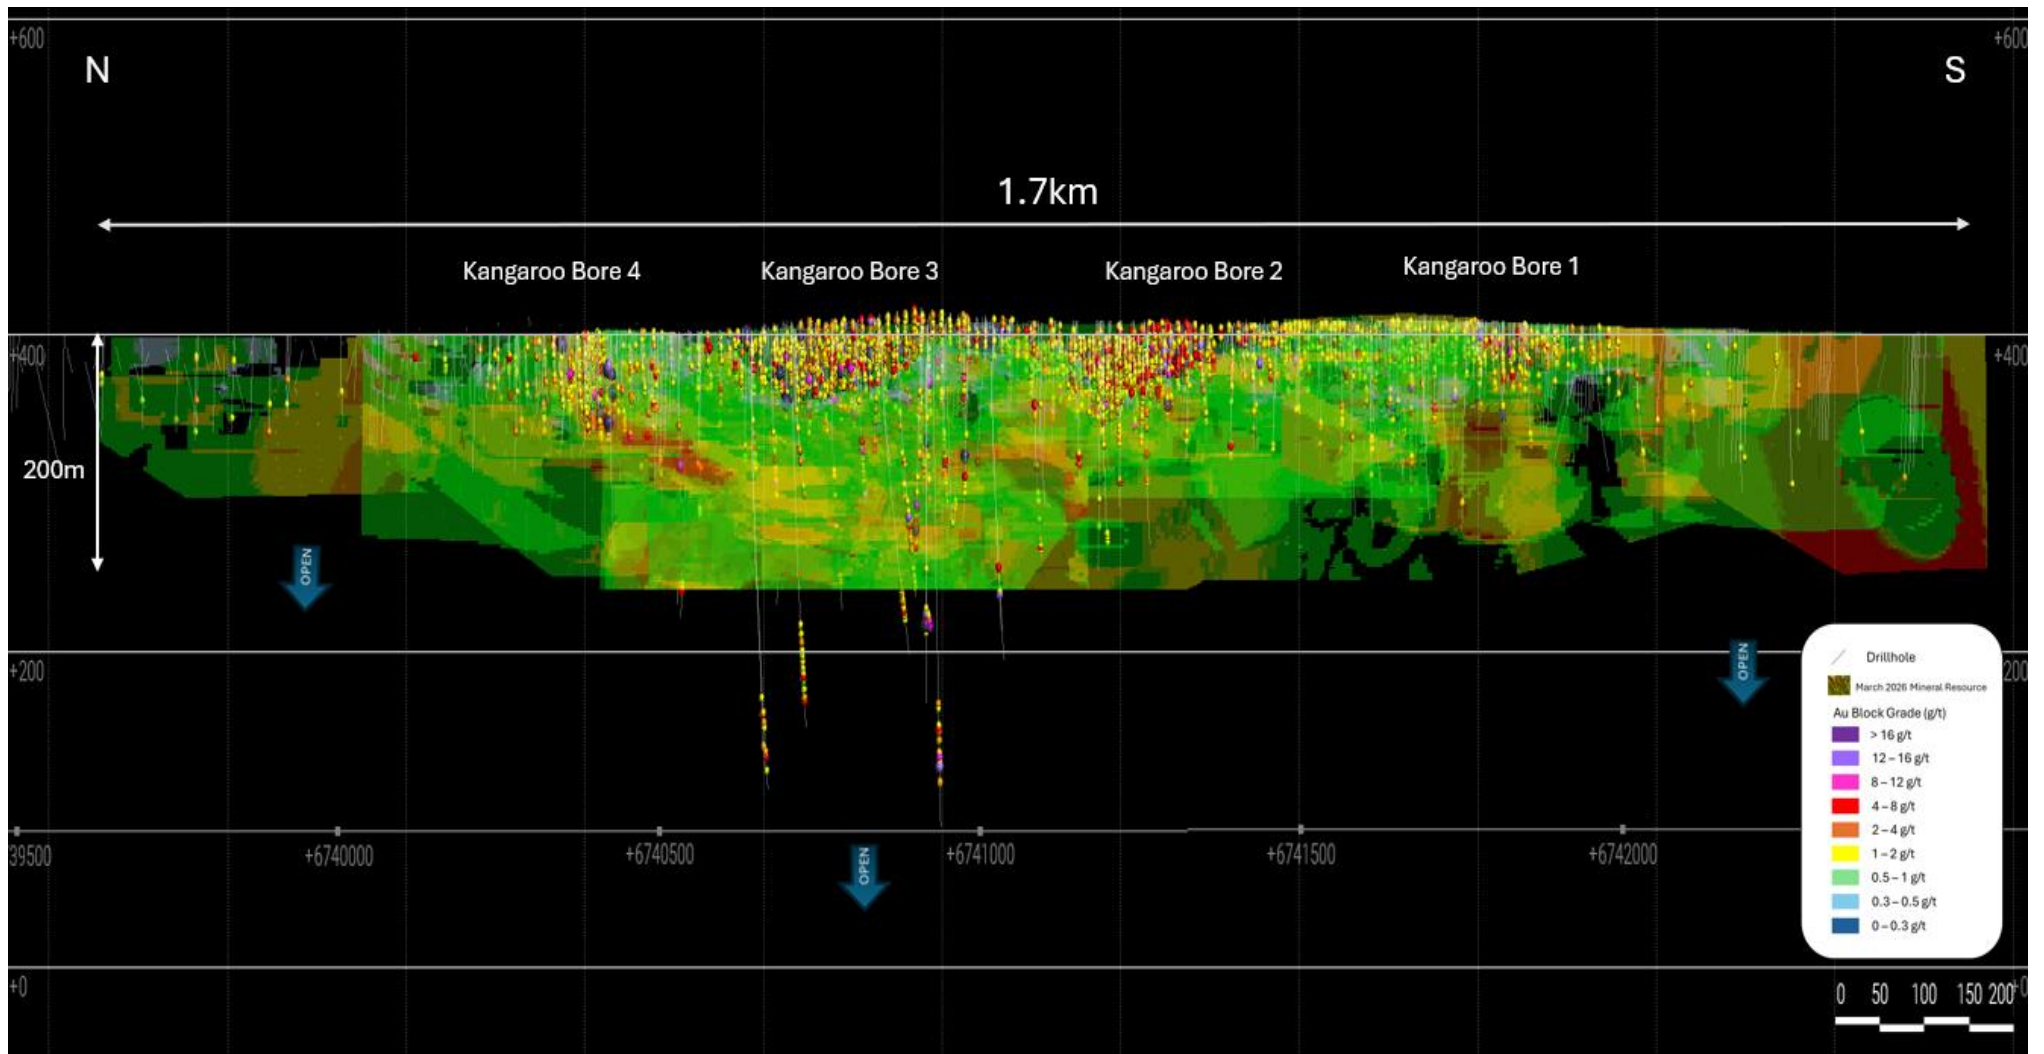 +600
+600
N
S
1.7km
Kangaroo Bore 4
Kangaroo Bore 3
Kangaroo Bore 2
Kangaroo Bore 1
+400
+400
200m
OPEN
OPEN
+200
200
Drillhole
March 2026 Mineral Resource
Au Block Grade (g/t)
> 16 g/t
12 – 16 g/t
8 – 12 g/t
4 – 8 g/t
2 – 4 g/t
1 – 2 g/t
0.5 – 1 g/t
0.3 – 0.5 g/t
0 – 0.3 g/t
39500
+6740000
+6740500
+6741000
+6741500
+6742000
OPEN
+0
+0
0 50 100 150 200